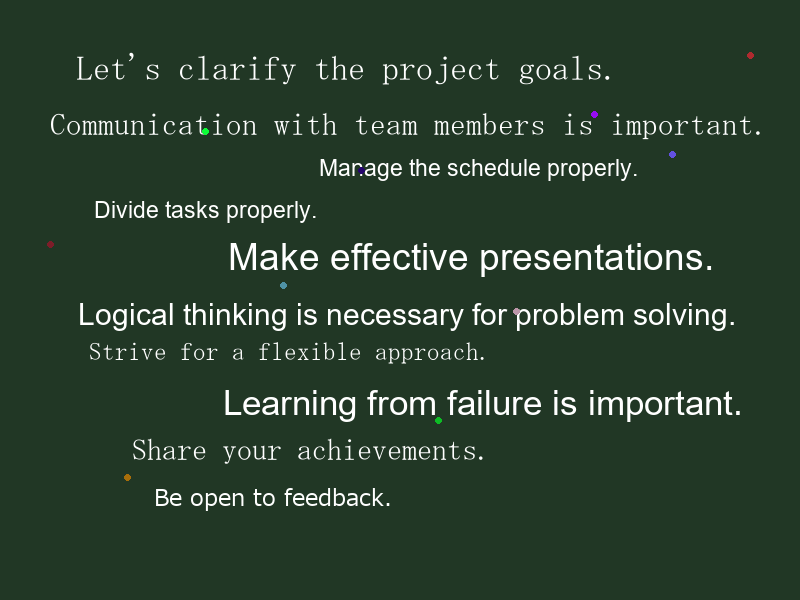 Let's clarify the project goals.
Communication with team members is important.
Manage the schedule properly.
Divide tasks properly.
Make effective presentations.
Logical thinking is necessary for problem solving.
Strive for a flexible approach.
Learning from failure is important.
Share your achievements.
Be open to feedback.